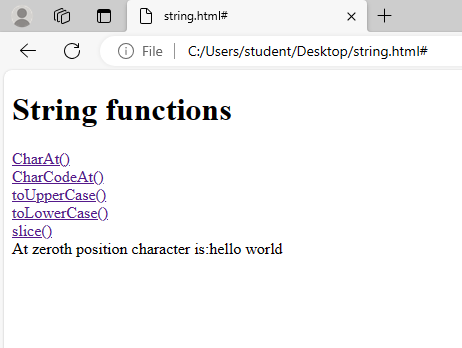 string.html#
File
C:/Users/student/Desktop/string.html#
String functions
CharAt()
CharCodeAt()
toUpperCase()
toLowerCase()
slice()
At zeroth position character is:hello world